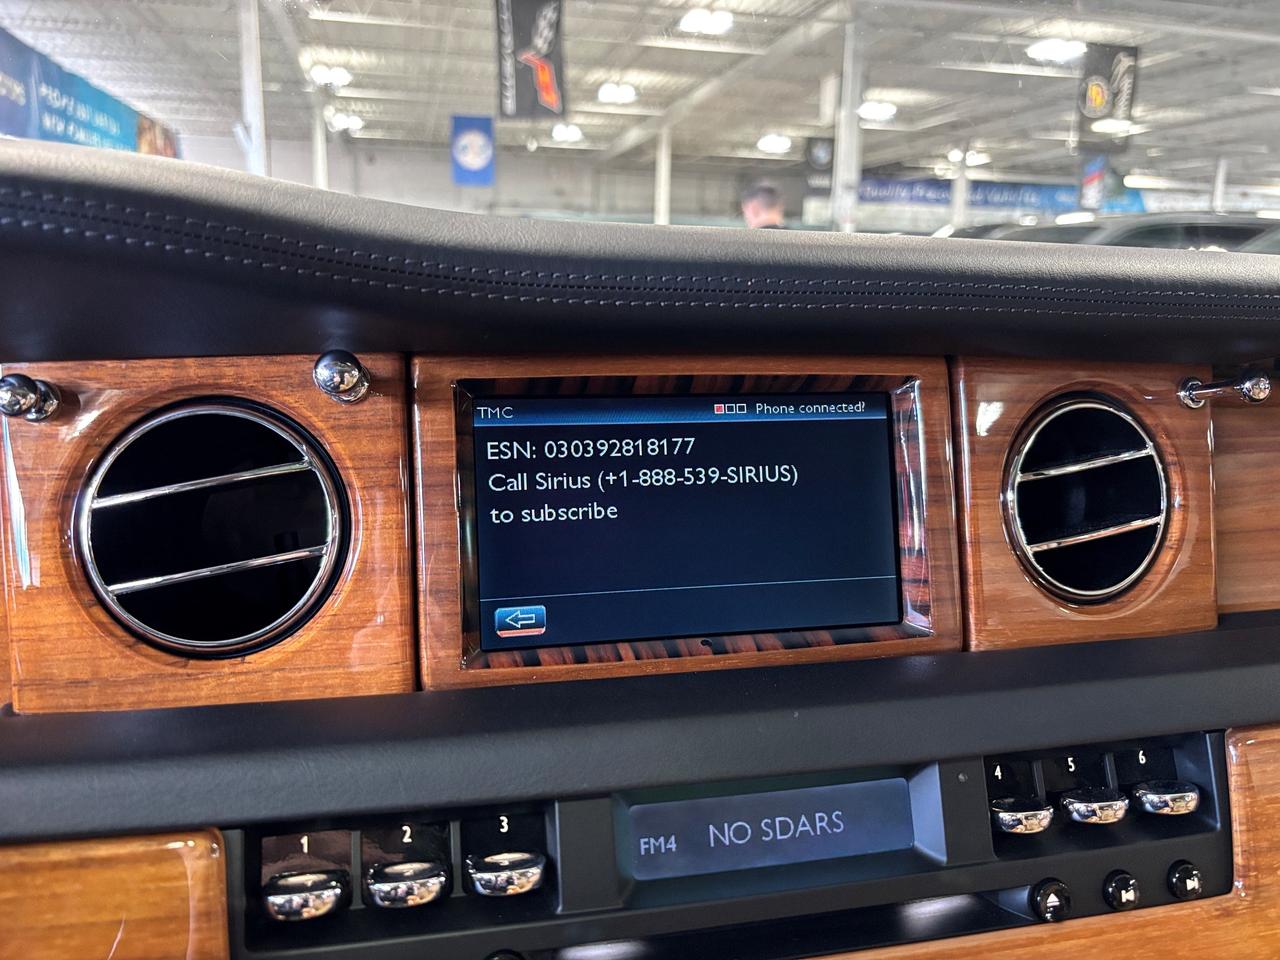 TMC
Phone connected?
ESN: 030392818177
Call Sirius (+1-888-539-SIRIUS)
to subscribe
4
5
6
1
2
3
FM4
NO SDARS